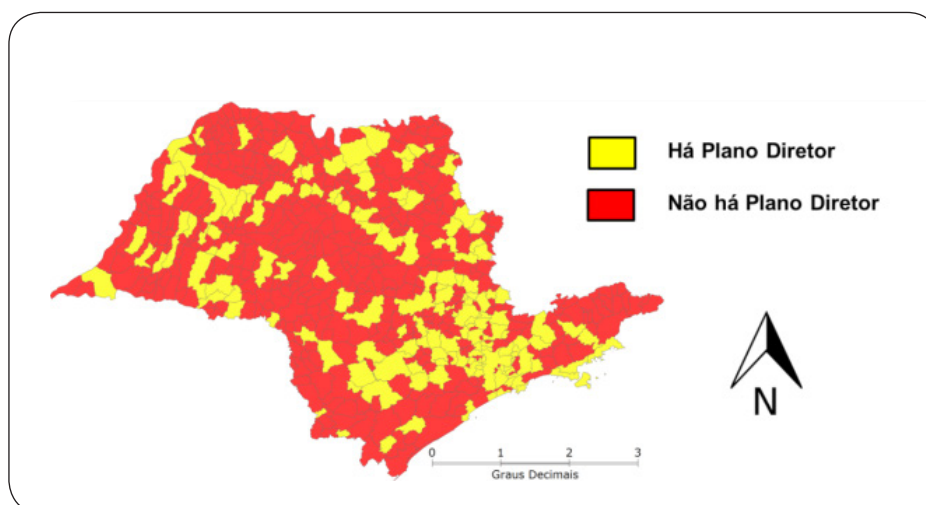 Há Plano Diretor
Não há Plano Diretor
N
0 1 2 3
Graus Decimais